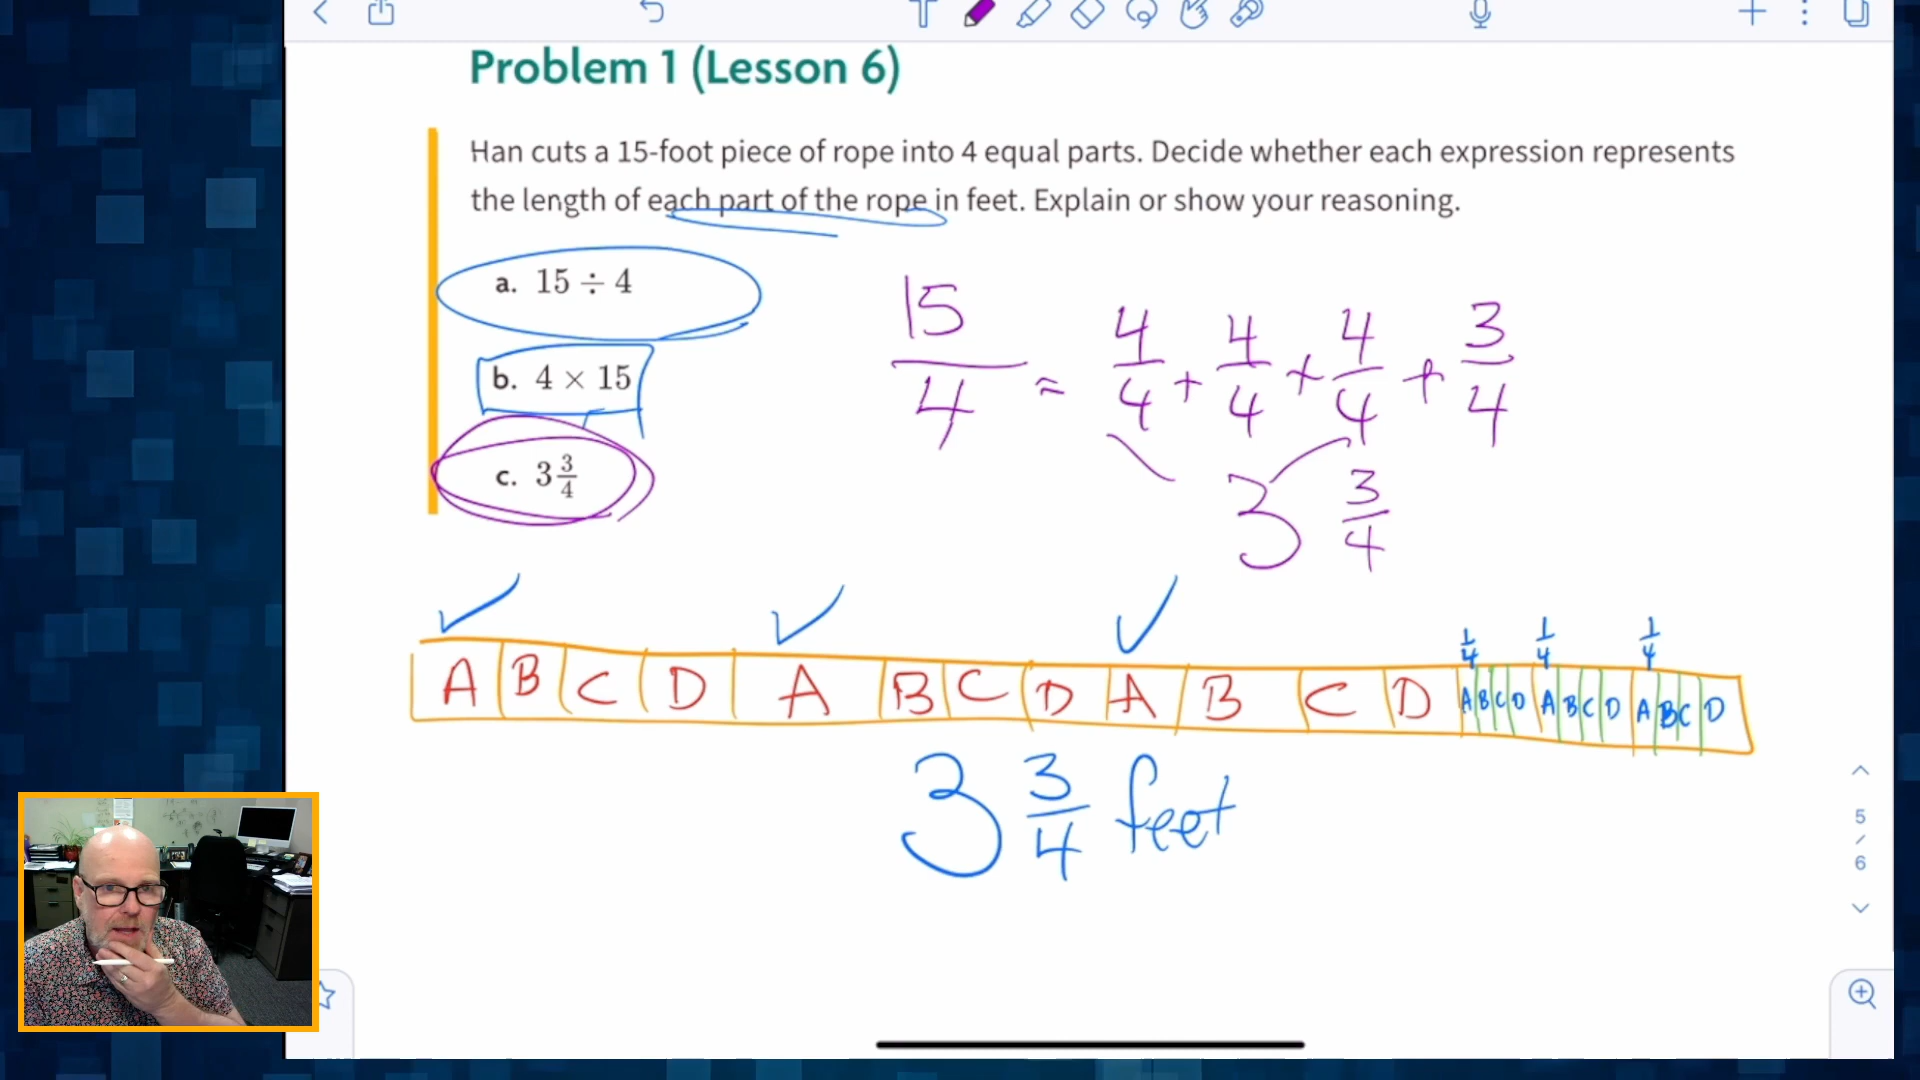 Problem 1 (Lesson 6)
Han cuts a 15-foot piece of rope into 4 equal parts. Decide whether each expression represents
the length of each part of the rope in feet. Explain or show your reasoning.
a. 15 ÷ 4
b. 4 × 15
c. 3 3/4
15/4 = 4/4 + 4/4 + 4/4 + 3/4
3 3/4
1/4 1/4 1/4
A B C D A B C D A B C D A B C D A B C D A B C D
3 3/4 feet
5
/
6